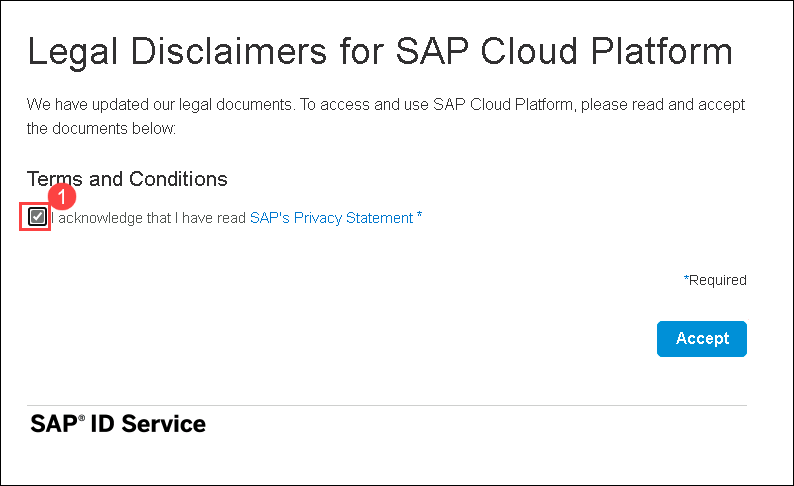 Legal Disclaimers for SAP Cloud Platform
We have updated our legal documents. To access and use SAP Cloud Platform, please read and accept
the documents below:
Terms and Conditions
1
I acknowledge that I have read SAP's Privacy Statement *
*Required
Accept
SAP® ID Service